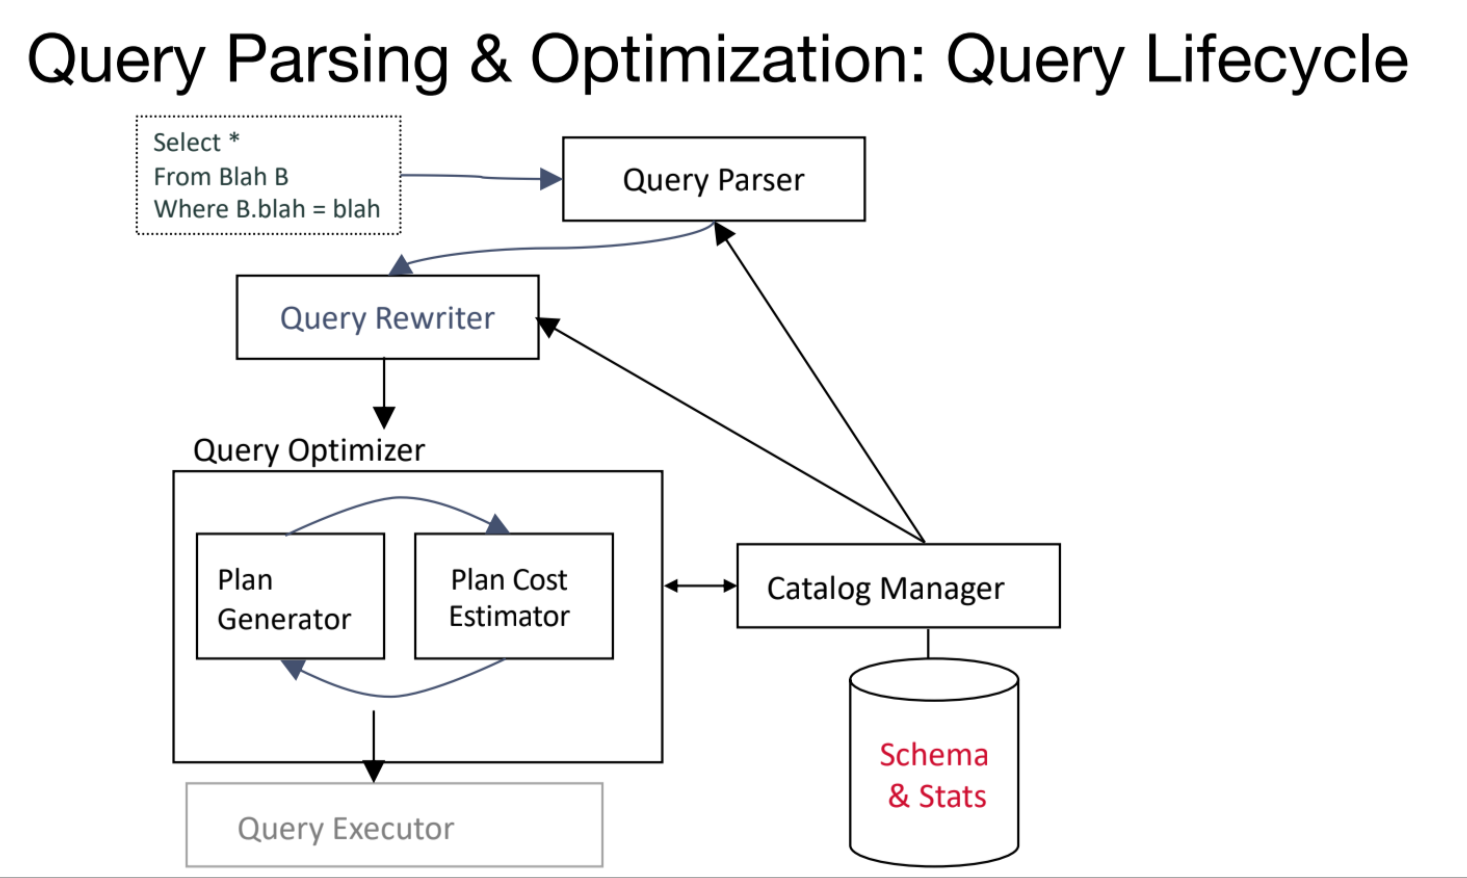 Query Parsing & Optimization: Query Lifecycle
Select *
From Blah B
Where B.blah = blah
Query Parser
Query Rewriter
Query Optimizer
Plan
Generator
Plan Cost
Estimator
Catalog Manager
Schema
& Stats
Query Executor